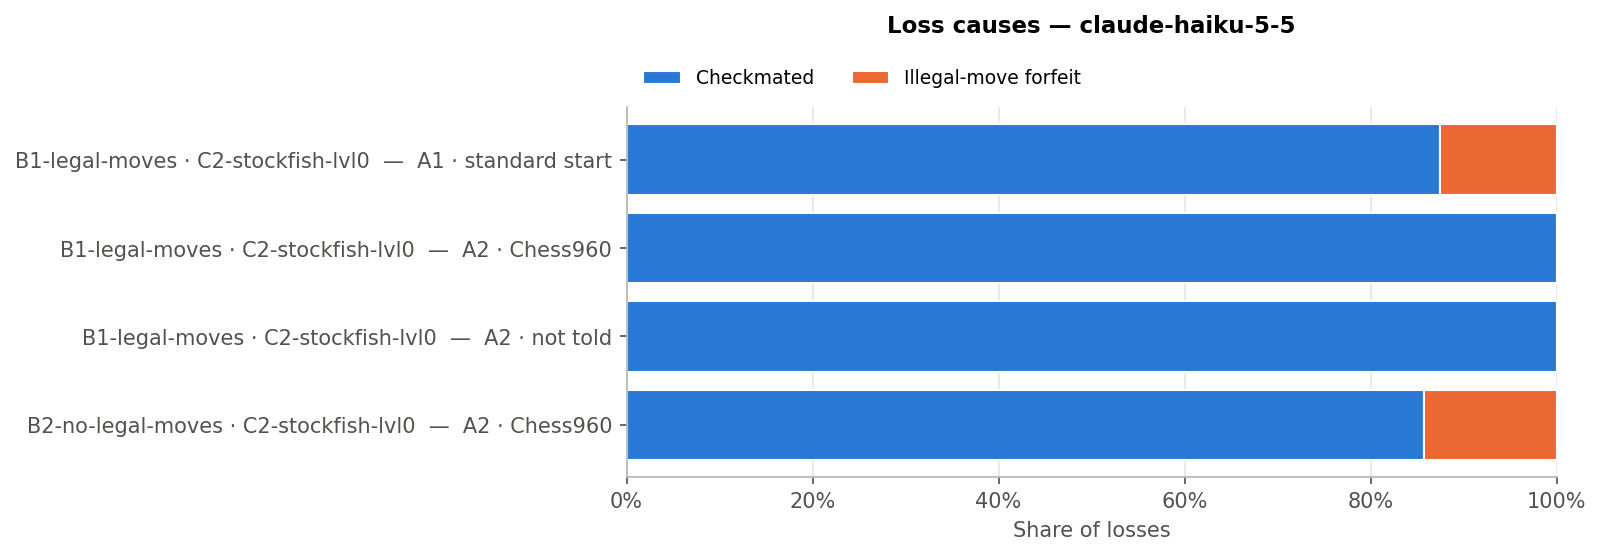 Loss causes — claude-haiku-5-5
Checkmated
Illegal-move forfeit
B1-legal-moves · C2-stockfish-lvl0 — A1 · standard start
B1-legal-moves · C2-stockfish-lvl0 — A2 · Chess960
B1-legal-moves · C2-stockfish-lvl0 — A2 · not told
B2-no-legal-moves · C2-stockfish-lvl0 — A2 · Chess960
0% 20% 40% 60% 80% 100%
Share of losses